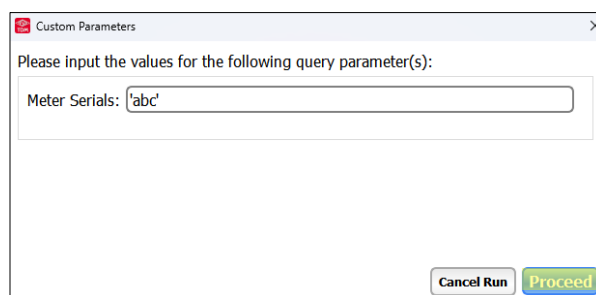 Custom Parameters
Please input the values for the following query parameter(s):
Meter Serials: 'abc'
Cancel Run Proceed